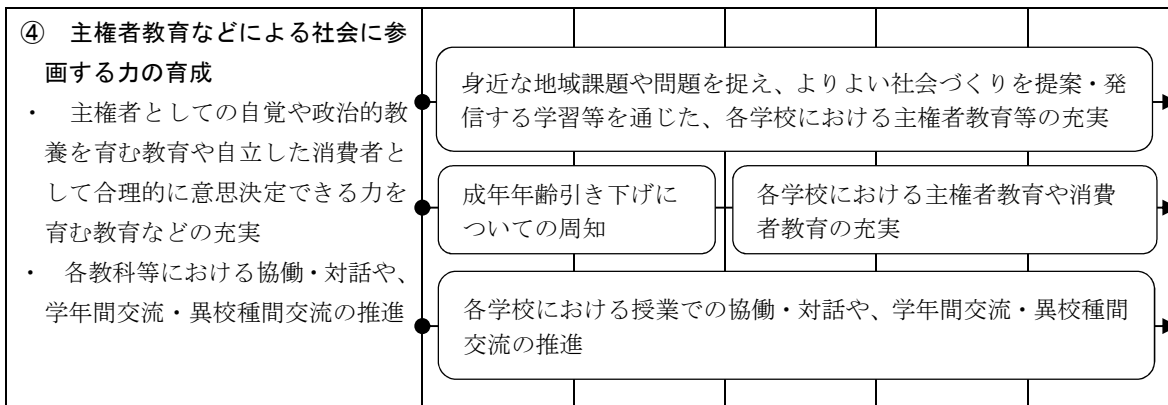 ④　主権者教育などによる社会に参
画する力の育成
・　主権者としての自覚や政治的教
養を育む教育や自立した消費者と
して合理的に意思決定できる力を
育む教育などの充実
・　各教科等における協働・対話や、
学年間交流・異校種間交流の推進
身近な地域課題や問題を捉え、よりよい社会づくりを提案・発
信する学習等を通じた、各学校における主権者教育等の充実
成年年齢引き下げに
ついての周知
各学校における主権者教育や消費
者教育の充実
各学校における授業での協働・対話や、学年間交流・異校種間
交流の推進